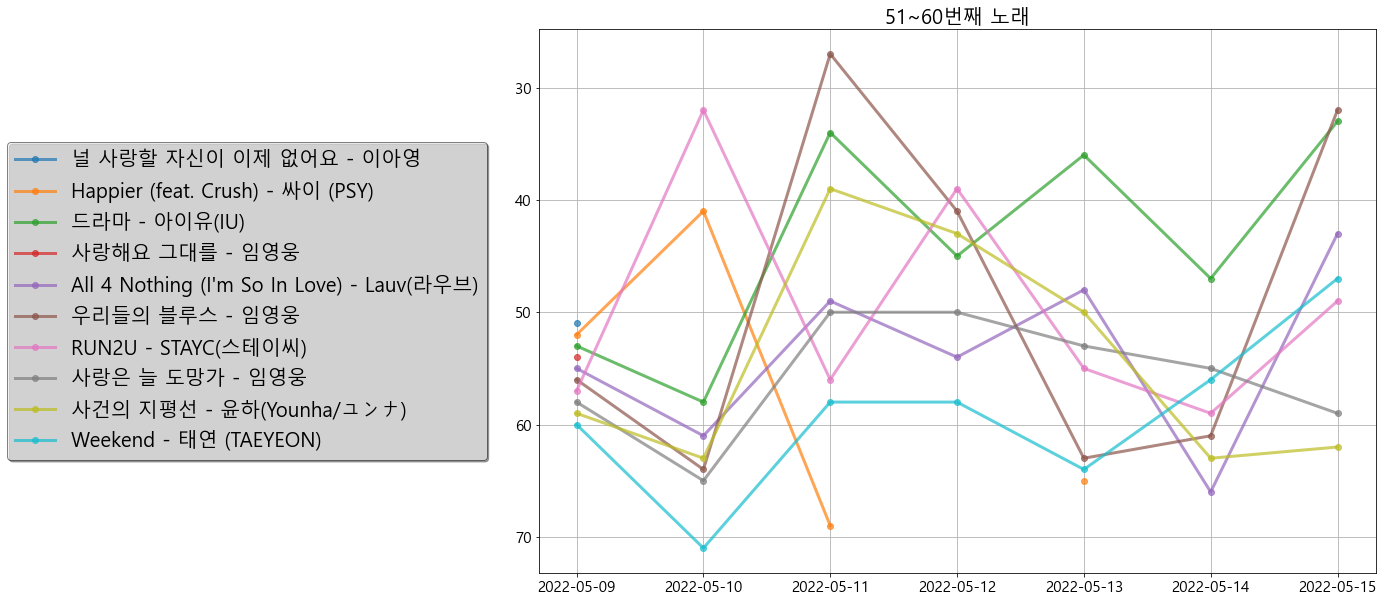 51~60번째 노래
널 사랑할 자신이 이제 없어요 - 이아영
Happier (feat. Crush) - 싸이 (PSY)
드라마 - 아이유(IU)
사랑해요 그대를 - 임영웅
All 4 Nothing (I'm So In Love) - Lauv(라우브)
우리들의 블루스 - 임영웅
RUN2U - STAYC(스테이씨)
사랑은 늘 도망가 - 임영웅
사건의 지평선 - 윤하(Younha/ユンナ)
Weekend - 태연 (TAEYEON)
30
40
50
60
70
2022-05-09 2022-05-10 2022-05-11 2022-05-12 2022-05-13 2022-05-14 2022-05-15